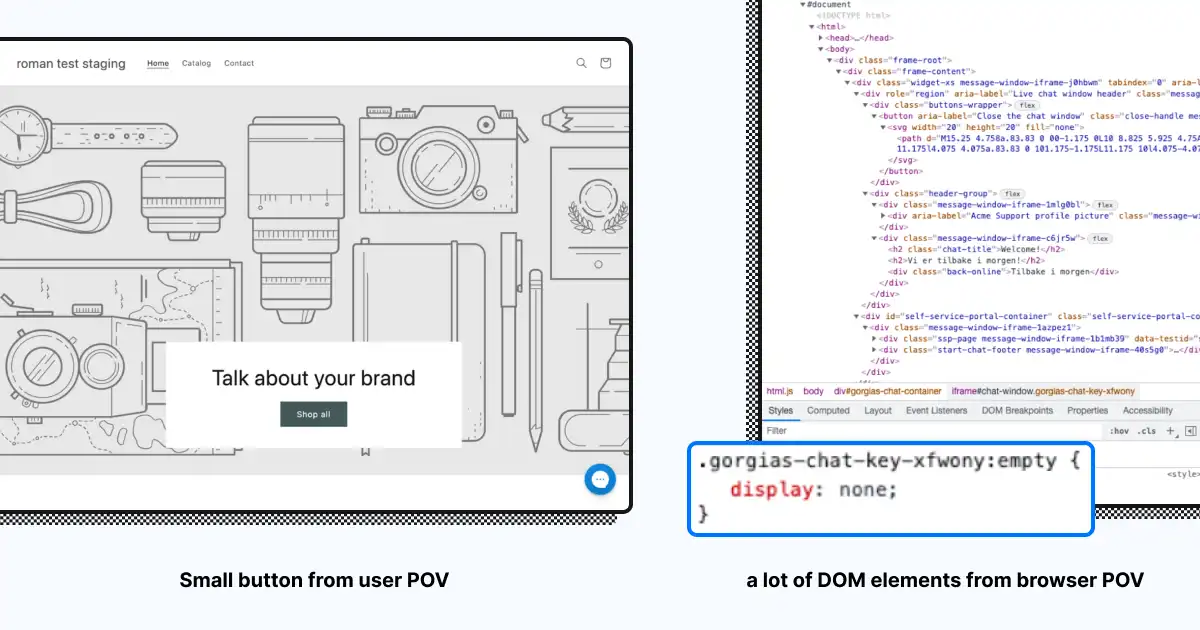 roman test staging
Home
Catalog
Contact
Talk about your brand
Shop all
Small button from user POV
▼#document
<!DOCTYPE html>
▼<html>
▶<head>…</head>
▼<body>
▼<div class="frame-root">
▼<div class="frame-content">
▼<div class="widget-xs message-window-iframe-j0hbwm" tabindex="0" aria-l
▼<div role="region" aria-label="Live chat window header" class="messag
▼<div class="buttons-wrapper"> flex
▼<button aria-label="Close the chat window" class="close-handle mes
▼<svg width="20" height="20" fill="none">
<path d="M15.25 4.758a.83.83 0 00-1.175 0L10 8.825 5.925 4.75A
11.175l4.075 4.075a.83.83 0 101.175-1.175L11.175 10l4.075-4.07
</svg>
</button>
</div>
▼<div class="header-group"> flex
▼<div class="message-window-iframe-1mlg0bl"> flex
▶<div aria-label="Acme Support profile picture" class="message-wi
</div>
▼<div class="message-window-iframe-c6jr5w"> flex
<h2 class="chat-title">Welcome!</h2>
<h2>Vi er tilbake i morgen!</h2>
<div class="back-online">Tilbake i morgen</div>
</div>
</div>
</div>
▼<div id="self-service-portal-container" class="self-service-portal-co
▼<div class="message-window-iframe-1azpez1">
▶<div class="ssp-page message-window-iframe-1b1mb39" data-testid="s
▶<div class="start-chat-footer message-window-iframe-40s5g0">…</div
</div>
</div>
html.js body div#gorgias-chat-container iframe#chat-window.gorgias-chat-key-xfwony
Styles Computed Layout Event Listeners DOM Breakpoints Properties Accessibility
Filter :hov .cls +
<style>
.gorgias-chat-key-xfwony:empty {
display: none;
}
a lot of DOM elements from browser POV